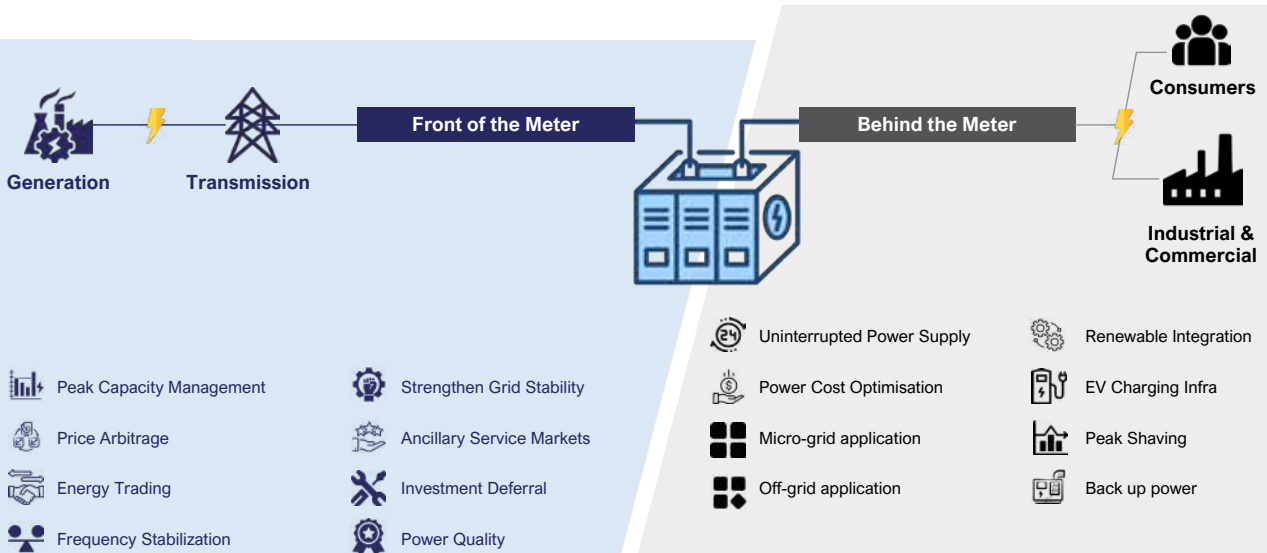 Consumers
Front of the Meter
Behind the Meter
Generation
Transmission
Industrial &
Commercial
Peak Capacity Management
Price Arbitrage
Energy Trading
Frequency Stabilization
Strengthen Grid Stability
Ancillary Service Markets
Investment Deferral
Power Quality
24
Uninterrupted Power Supply
Power Cost Optimisation
Micro-grid application
Off-grid application
Renewable Integration
EV Charging Infra
Peak Shaving
Back up power